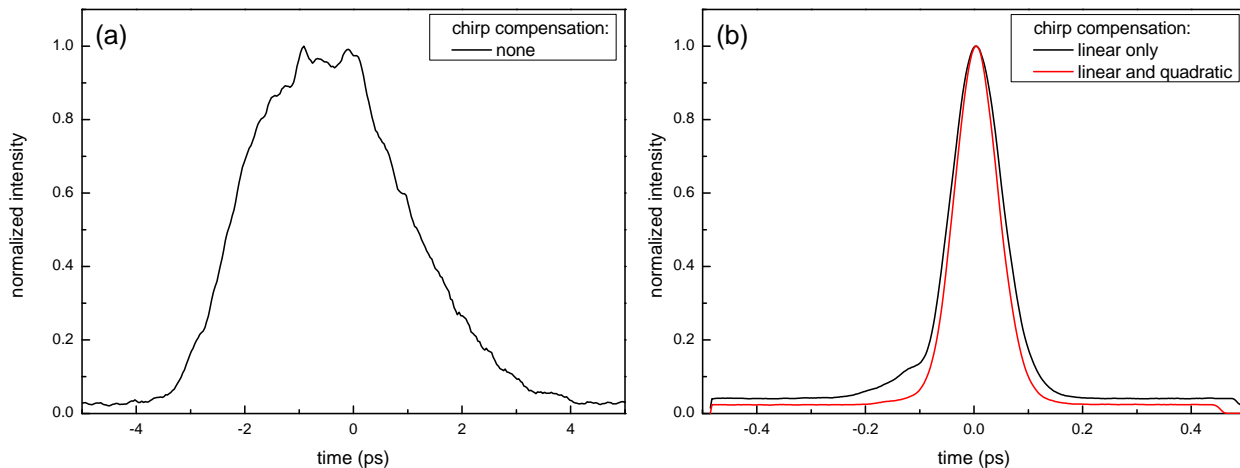 (a)
chirp compensation:
none
1.0
0.8
0.6
0.4
0.2
0.0
normalized intensity
-4
-2
0
2
4
time (ps)
(b)
chirp compensation:
linear only
linear and quadratic
1.0
0.8
0.6
0.4
0.2
0.0
normalized intensity
-0.4
-0.2
0.0
0.2
0.4
time (ps)